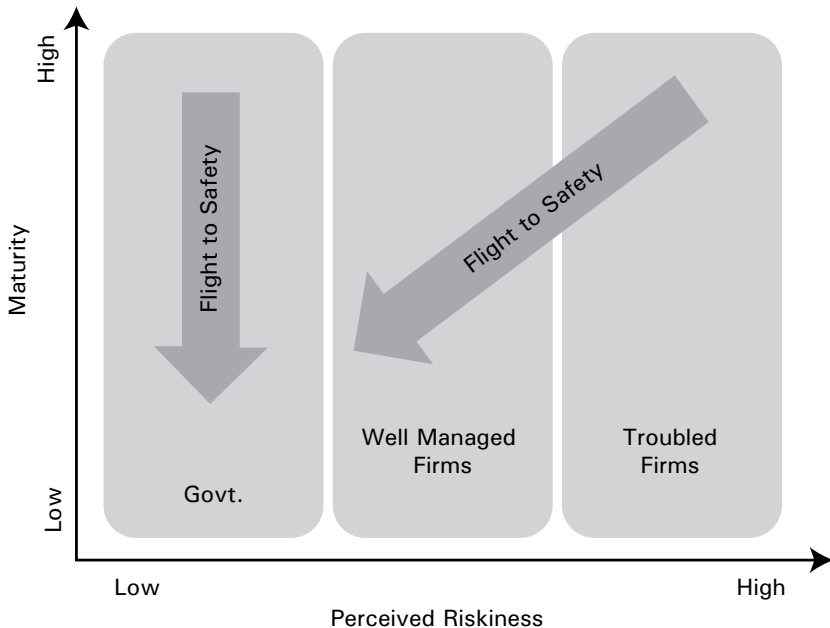 High
Maturity
Low
Flight to Safety
Flight to Safety
Govt.
Well Managed
Firms
Troubled
Firms
Low
High
Perceived Riskiness